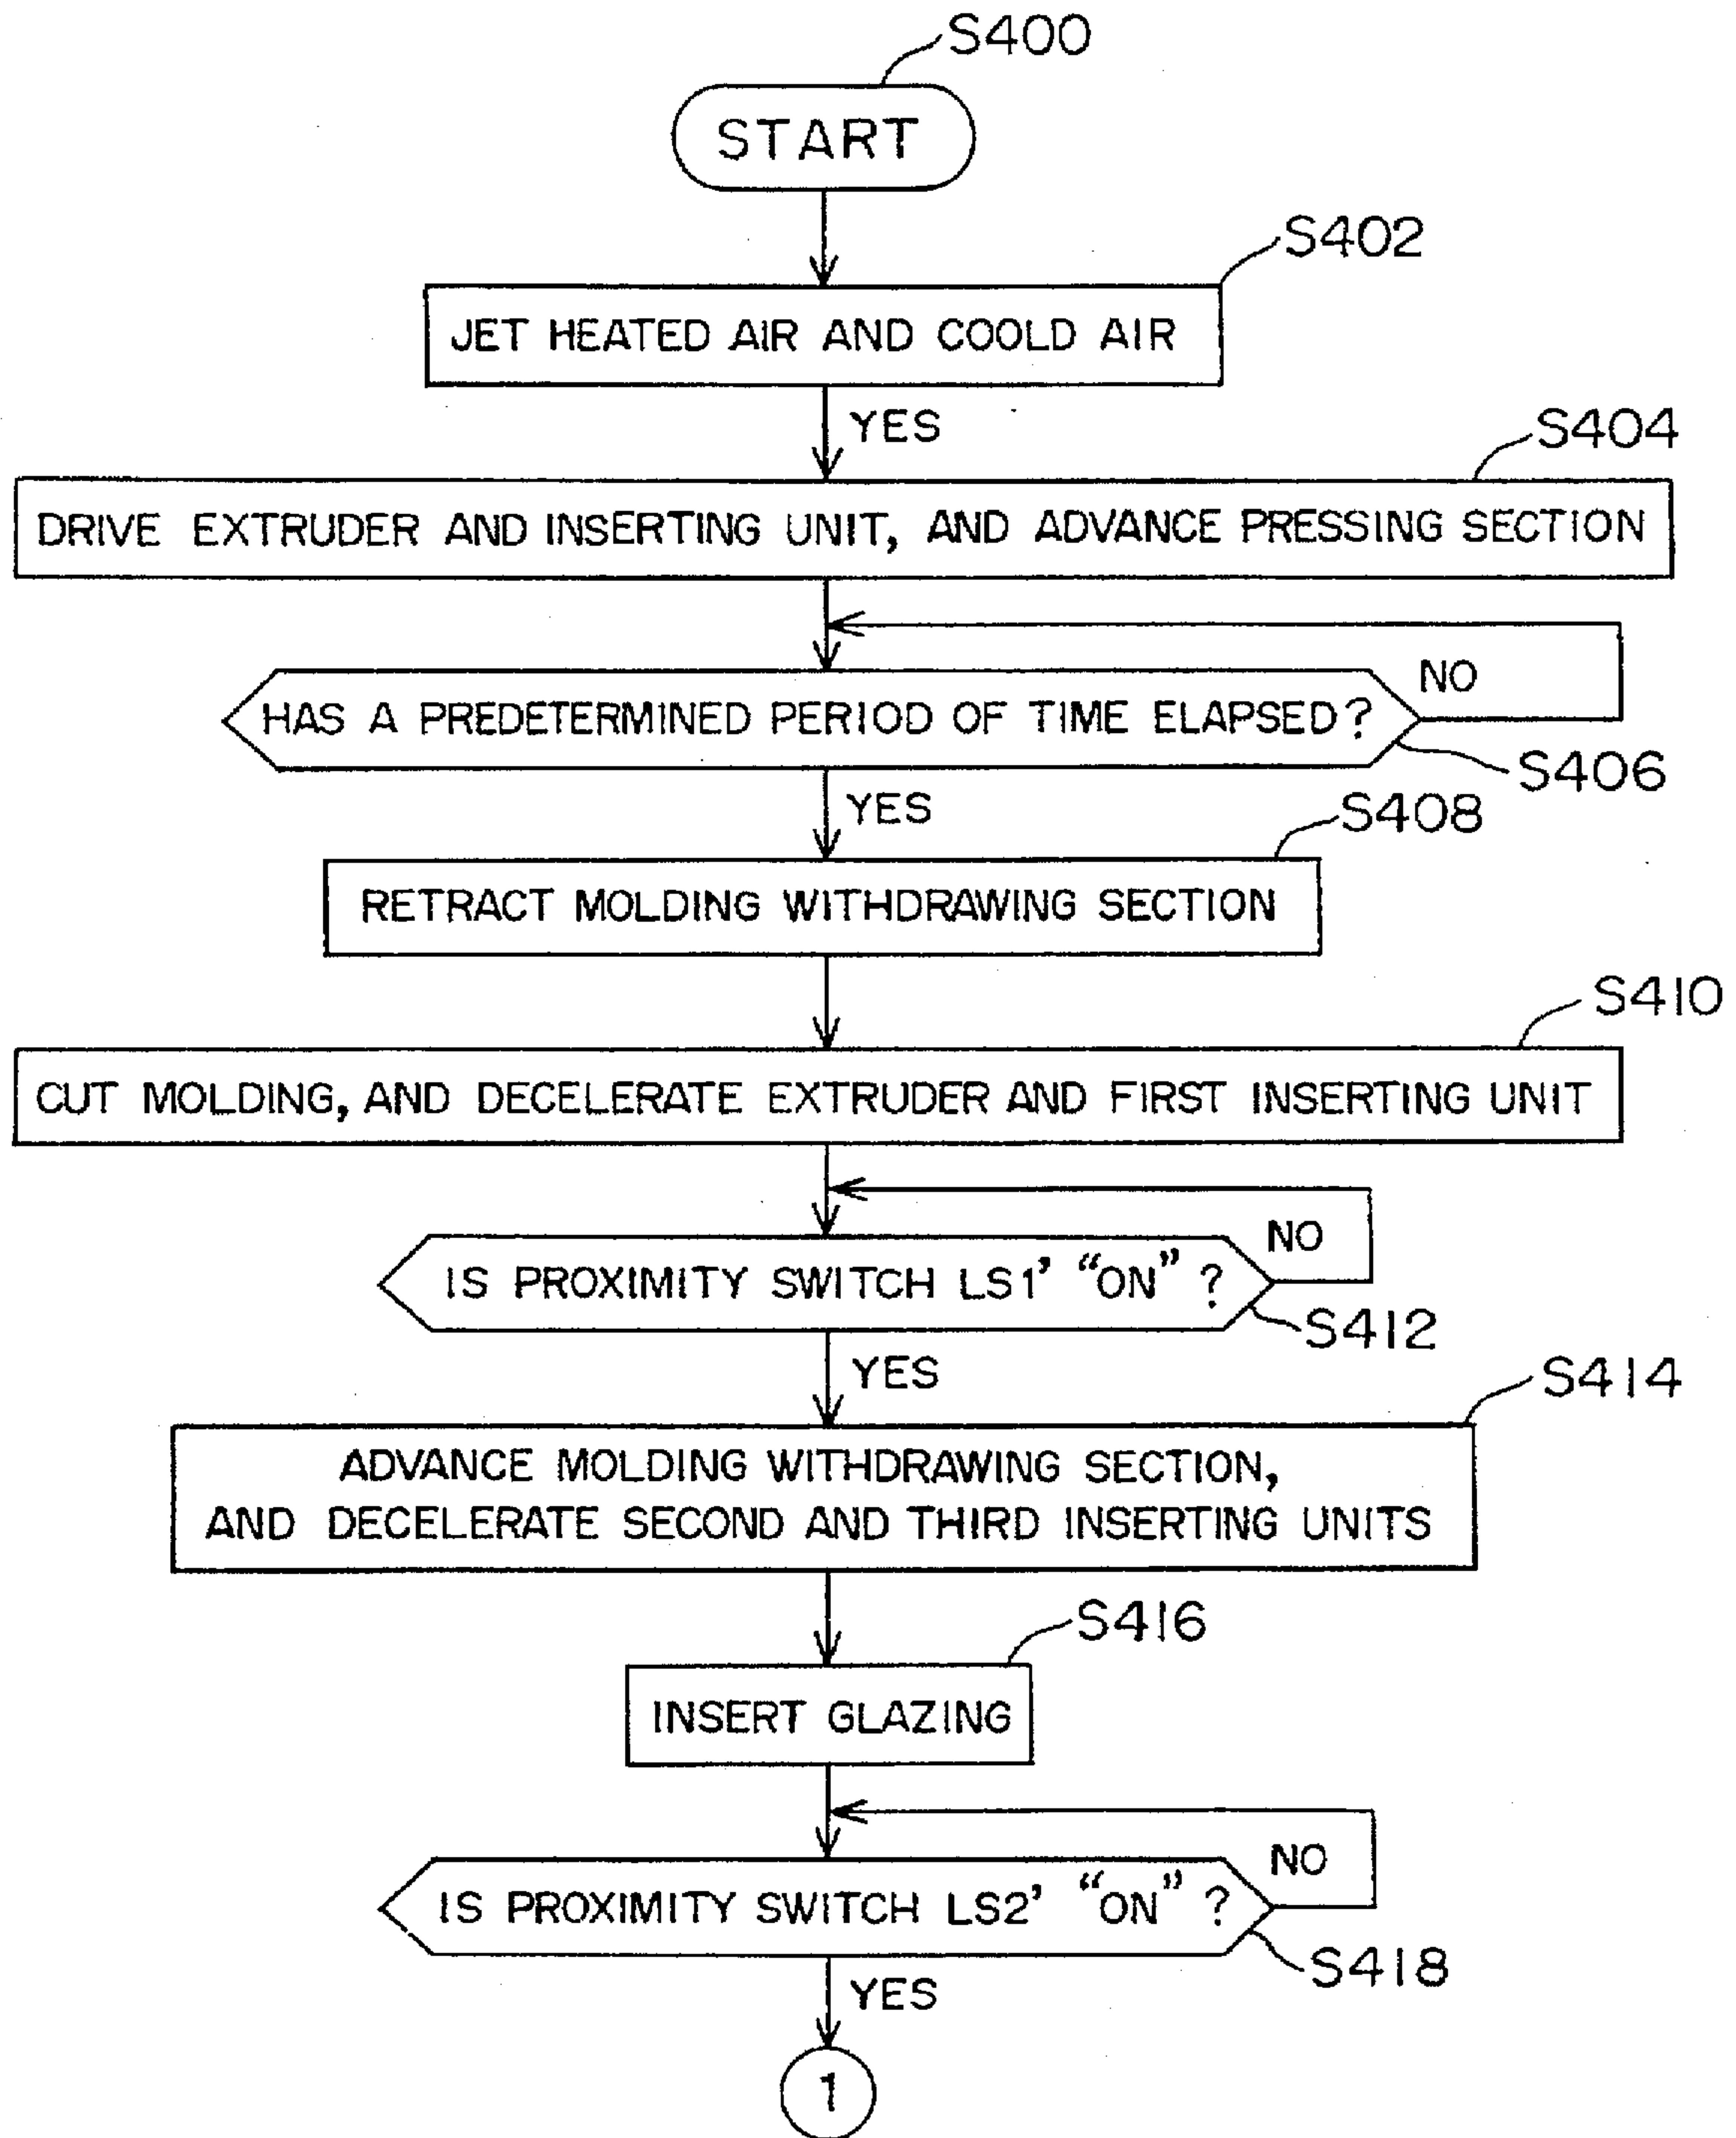 S400
START
S402
JET HEATED AIR AND COOLD AIR
YES
S404
DRIVE EXTRUDER AND INSERTING UNIT, AND ADVANCE PRESSING SECTION
NO
HAS A PREDETERMINED PERIOD OF TIME ELAPSED?
S406
YES
S408
RETRACT MOLDING WITHDRAWING SECTION
S410
CUT MOLDING, AND DECELERATE EXTRUDER AND FIRST INSERTING UNIT
NO
IS PROXIMITY SWITCH LS1' “ON” ?
S412
YES
S414
ADVANCE MOLDING WITHDRAWING SECTION,
AND DECELERATE SECOND AND THIRD INSERTING UNITS
S416
INSERT GLAZING
NO
IS PROXIMITY SWITCH LS2' “ON” ?
S418
YES
1